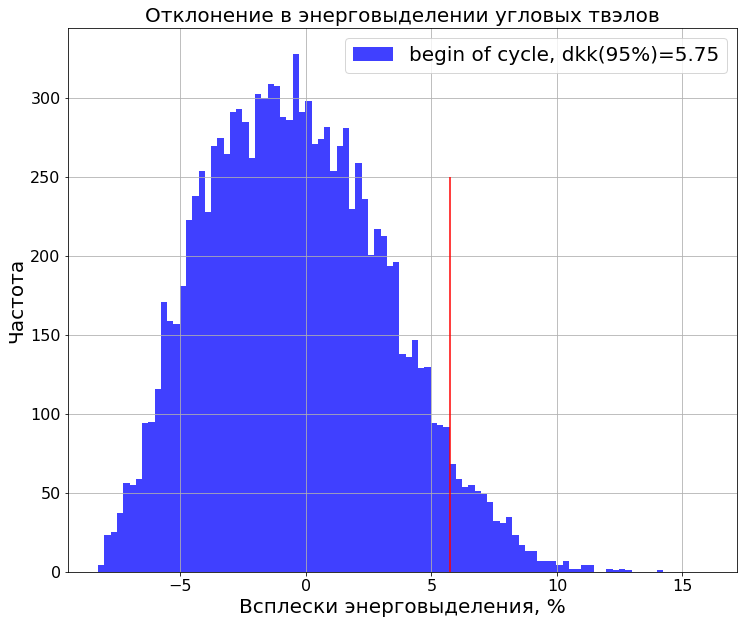 Отклонение в энерговыделении угловых твэлов
begin of cycle, dkk(95%)=5.75
Частота
300
250
200
150
100
50
0
−5 0 5 10 15
Всплески энерговыделения, %